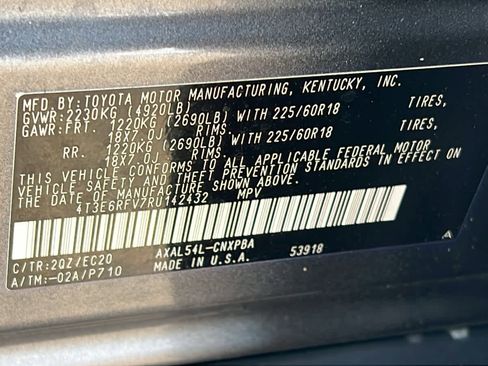 MFD.BY:TOYOTA MOTOR MANUFACTURING, KENTUCKY, INC.
GVWR:2230KG (4920LB)
GAWR:FRT. 1220KG (2690LB) WITH 225/60R18 TIRES,
18X7.0J RIMS.
RR. 1220KG (2690LB) WITH 225/60R18 TIRES,
18X7.0J RIMS.
THIS VEHICLE CONFORMS TO ALL APPLICABLE FEDERAL MOTOR
VEHICLE SAFETY AND THEFT PREVENTION STANDARDS IN EFFECT ON
THE DATE OF MANUFACTURE SHOWN ABOVE.
4T3E6RFV7RU142432 MPV
A
C/TR:2QZ/EC20 AXAL54L-CNXPBA 53918
A/TM:-02A/P710 MADE IN U.S.A.